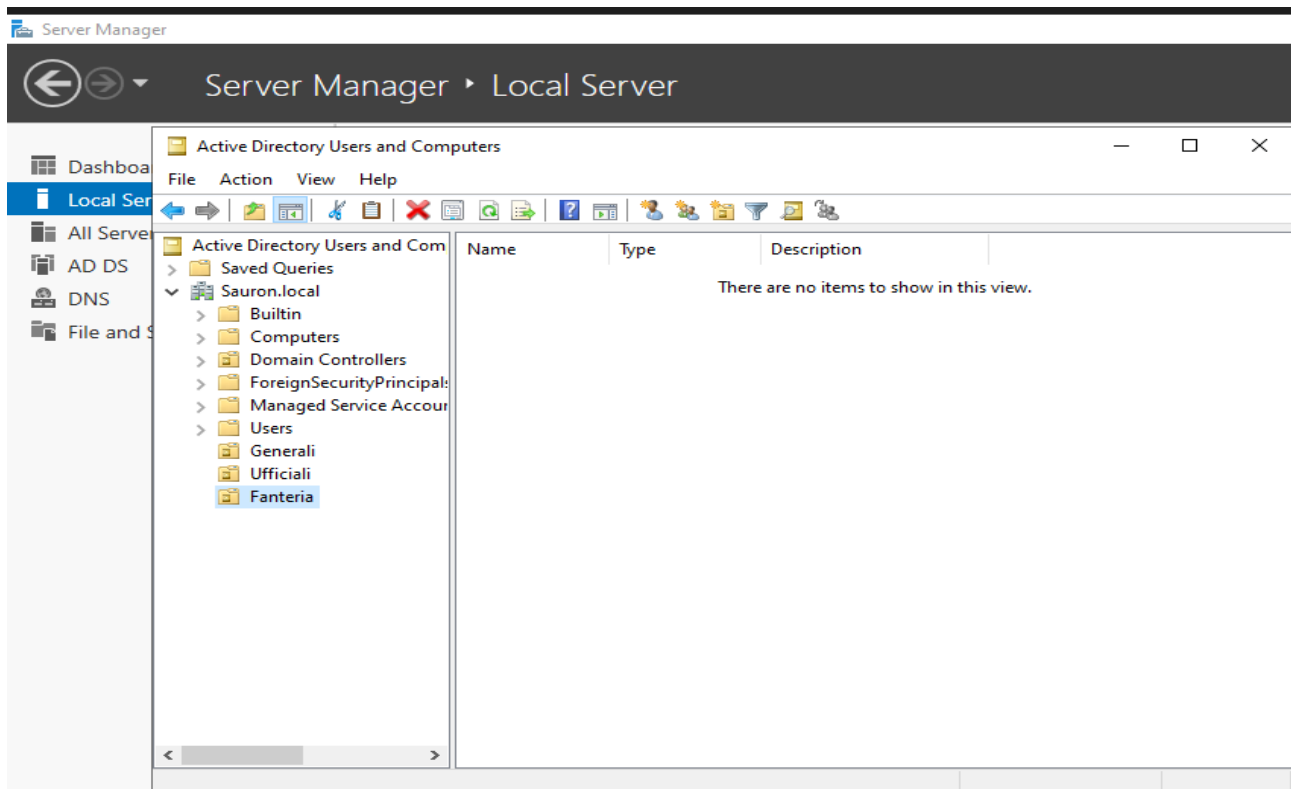 Server Manager
Server Manager ‣ Local Server
Active Directory Users and Computers
File Action View Help
Dashboa
Local Ser
All Server
AD DS
DNS
File and S
Active Directory Users and Com
Saved Queries
Sauron.local
Builtin
Computers
Domain Controllers
ForeignSecurityPrincipals
Managed Service Accour
Users
Generali
Ufficiali
Fanteria
Name Type Description
There are no items to show in this view.